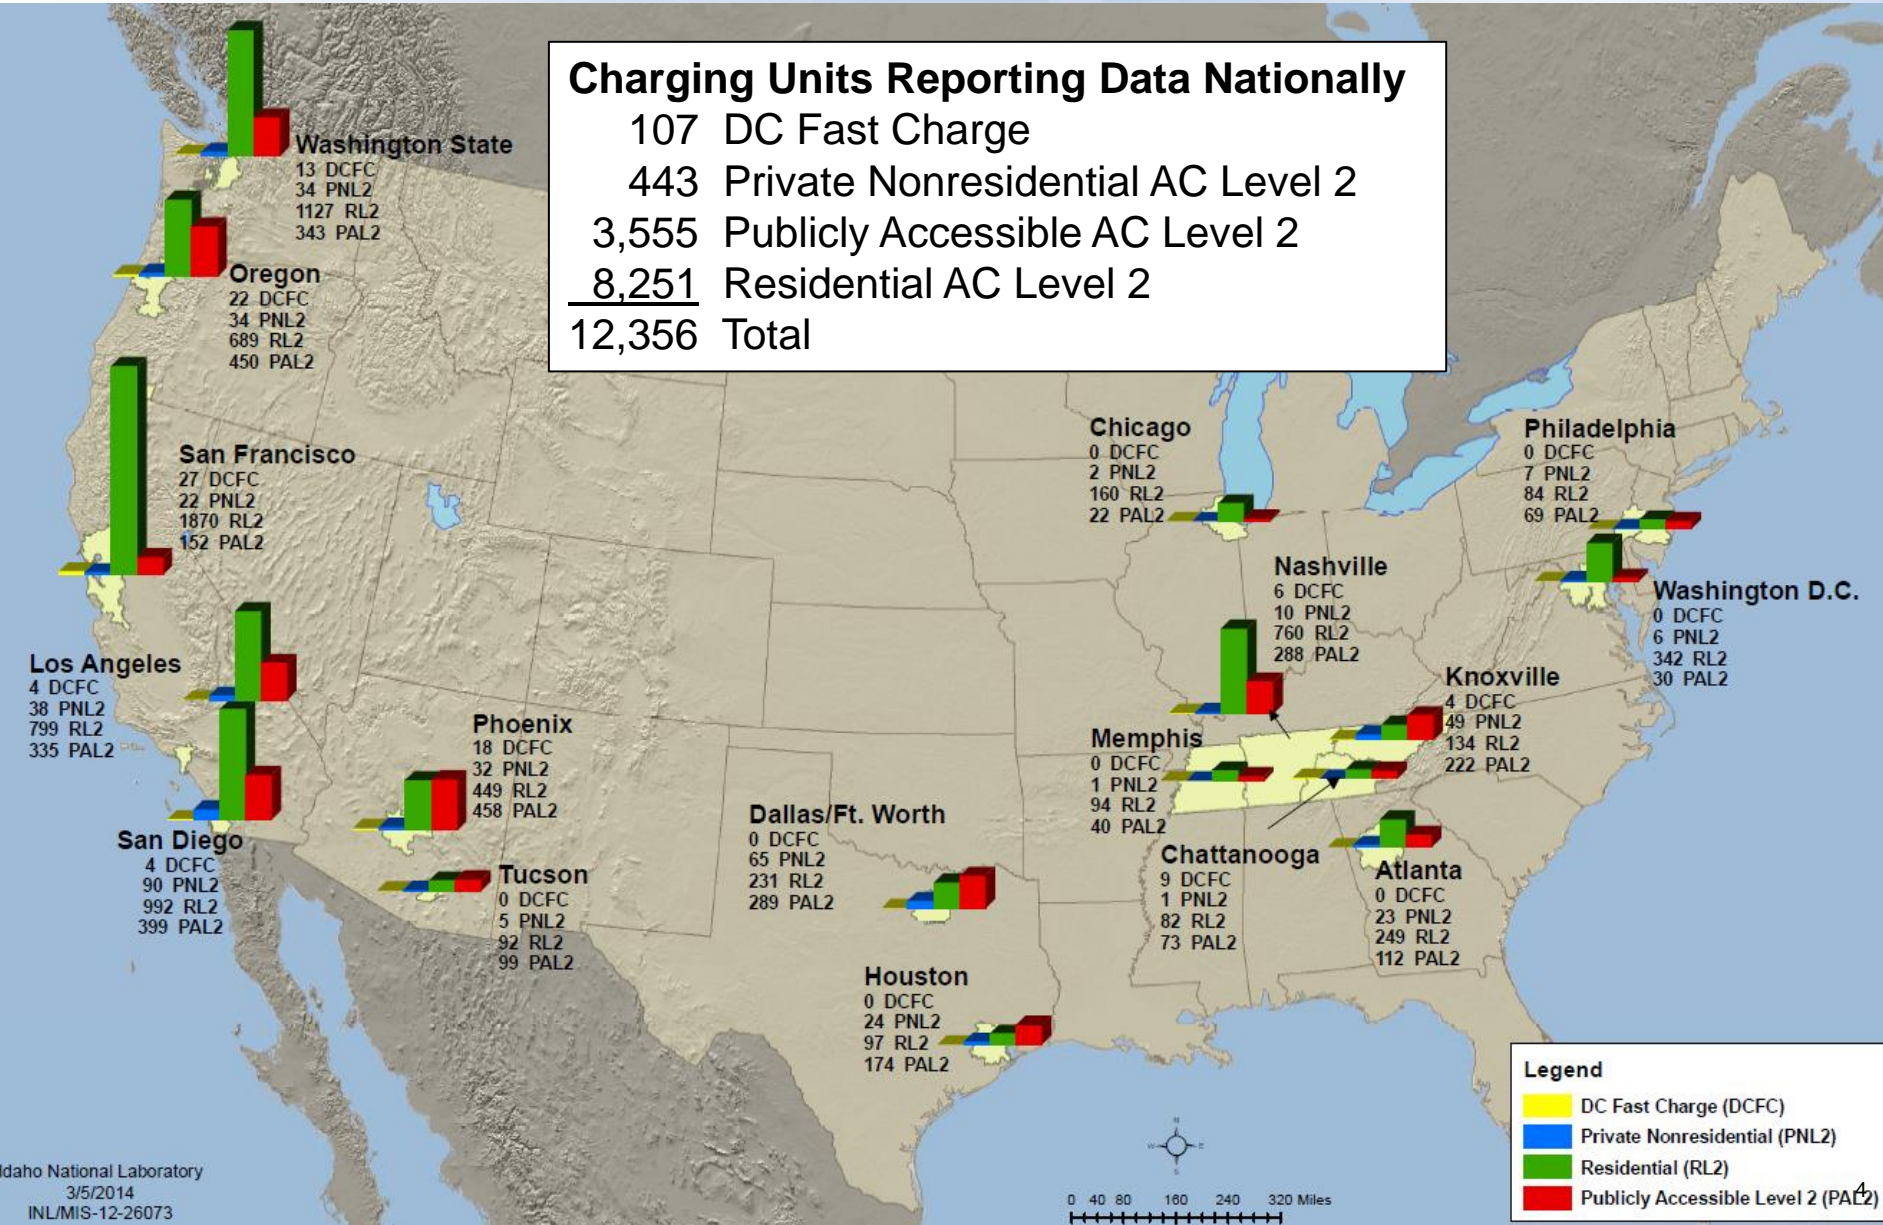 Charging Units Reporting Data Nationally
107 DC Fast Charge
443 Private Nonresidential AC Level 2
3,555 Publicly Accessible AC Level 2
8,251 Residential AC Level 2
12,356 Total
Washington State
13 DCFC
34 PNL2
1127 RL2
343 PAL2
Oregon
22 DCFC
34 PNL2
689 RL2
450 PAL2
San Francisco
27 DCFC
22 PNL2
1870 RL2
152 PAL2
Los Angeles
4 DCFC
38 PNL2
799 RL2
335 PAL2
San Diego
4 DCFC
90 PNL2
992 RL2
399 PAL2
Phoenix
18 DCFC
32 PNL2
449 RL2
458 PAL2
Tucson
0 DCFC
5 PNL2
92 RL2
99 PAL2
Dallas/Ft. Worth
0 DCFC
65 PNL2
231 RL2
289 PAL2
Houston
0 DCFC
24 PNL2
97 RL2
174 PAL2
Chicago
0 DCFC
2 PNL2
160 RL2
22 PAL2
Nashville
6 DCFC
10 PNL2
760 RL2
288 PAL2
Memphis
0 DCFC
1 PNL2
94 RL2
40 PAL2
Chattanooga
9 DCFC
1 PNL2
82 RL2
73 PAL2
Knoxville
4 DCFC
49 PNL2
134 RL2
222 PAL2
Atlanta
0 DCFC
23 PNL2
249 RL2
112 PAL2
Philadelphia
0 DCFC
7 PNL2
84 RL2
69 PAL2
Washington D.C.
0 DCFC
6 PNL2
342 RL2
30 PAL2
Idaho National Laboratory
3/5/2014
INL/MIS-12-26073
N
W E
S
0 40 80 160 240 320 Miles
Legend
DC Fast Charge (DCFC)
Private Nonresidential (PNL2)
Residential (RL2)
Publicly Accessible Level 2 (PAL2)
4